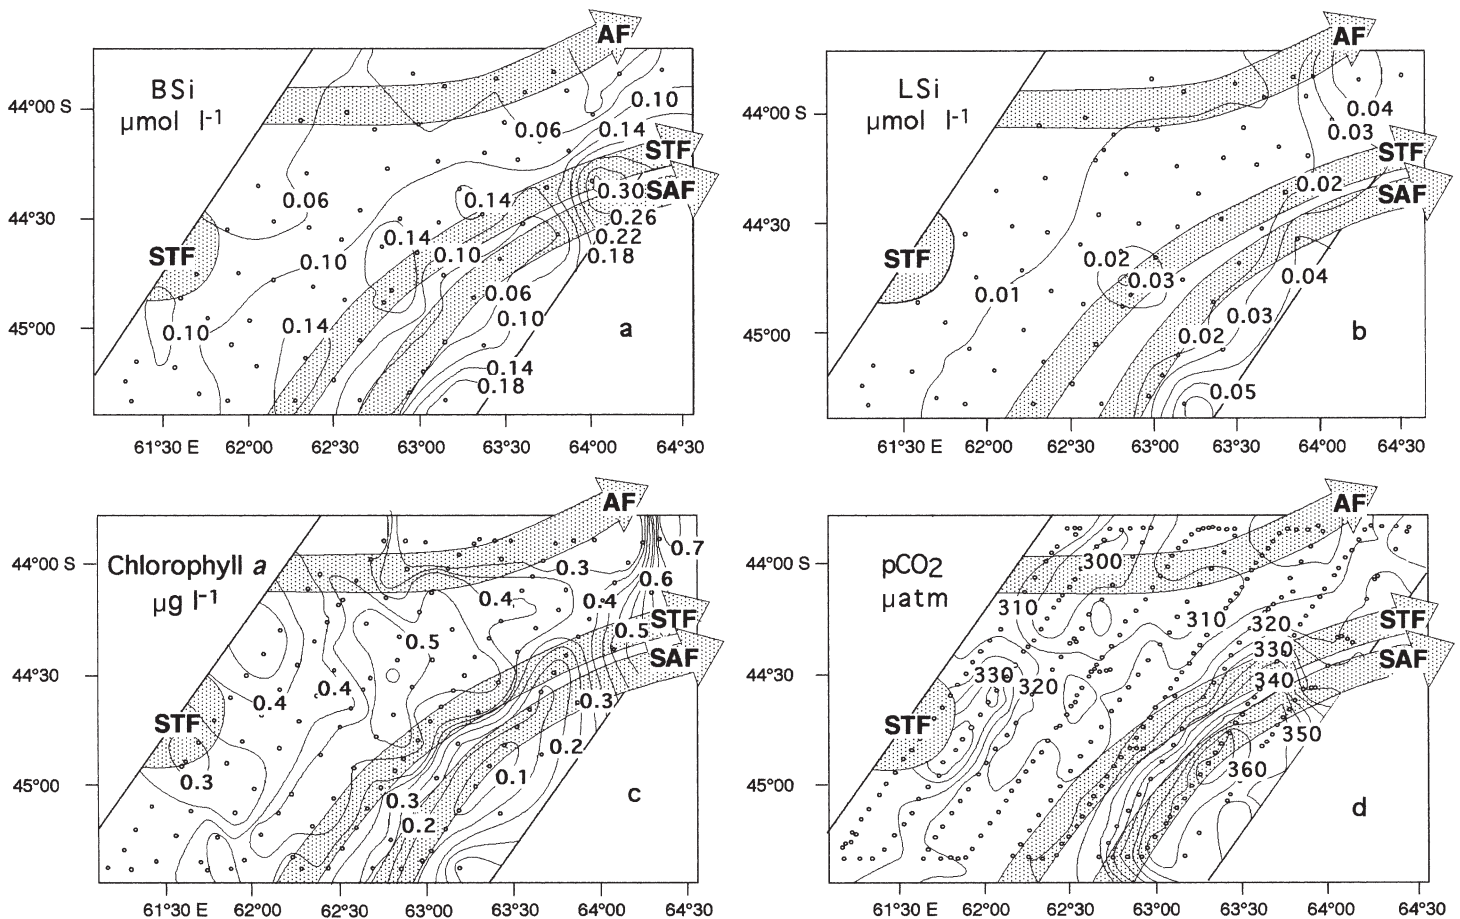 AF
BSi
µmol l-1
0.10
0.06
0.14
STF
0.30
SAF
0.06
0.14
0.26
0.14
0.22
STF
0.10
0.10
0.18
0.06
0.10
0.14
0.10
a
0.14
0.18
44°00 S
44°30
45°00
61°30 E 62°00 62°30 63°00 63°30 64°00 64°30
AF
LSi
µmol l-1
0.04
0.03
STF
0.02
SAF
STF
0.02
0.03
0.04
0.01
0.03
0.02
b
0.05
44°00 S
44°30
45°00
61°30 E 62°00 62°30 63°00 63°30 64°00 64°30
AF
Chlorophyll a
µg l-1
0.7
0.3
0.6
0.4
0.4
STF
0.5
0.5
SAF
0.4
0.4
0.3
STF
0.2
0.3
0.1
0.3
0.2
c
44°00 S
44°30
45°00
61°30 E 62°00 62°30 63°00 63°30 64°00 64°30
AF
pCO2
µatm
300
310
310
320
STF
330
SAF
330
320
340
STF
350
360
d
44°00 S
44°30
45°00
61°30 E 62°00 62°30 63°00 63°30 64°00 64°30